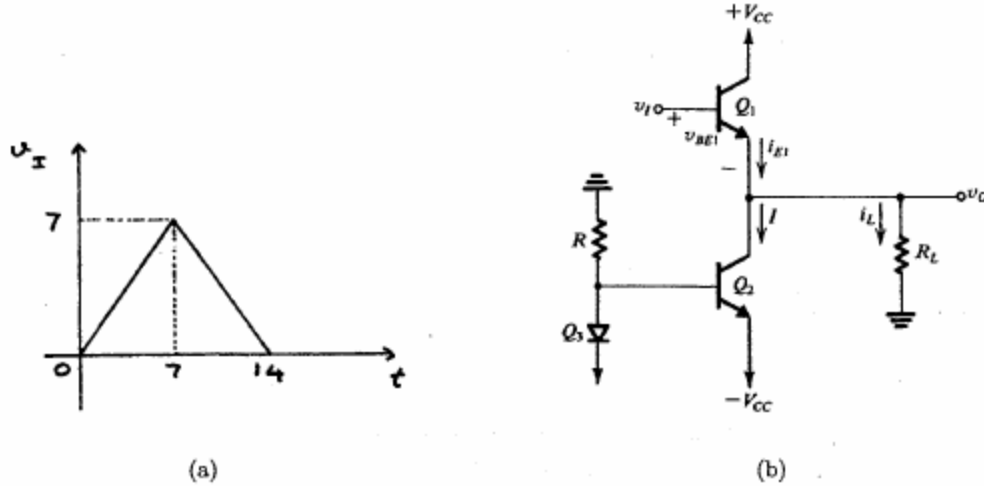 v_I
7
0
7
14
t
(a)
+V_CC
v_I
+
Q_1
v_BE1
−
i_E1
v_O
R
I
i_L
R_L
Q_2
Q_3
−V_CC
(b)